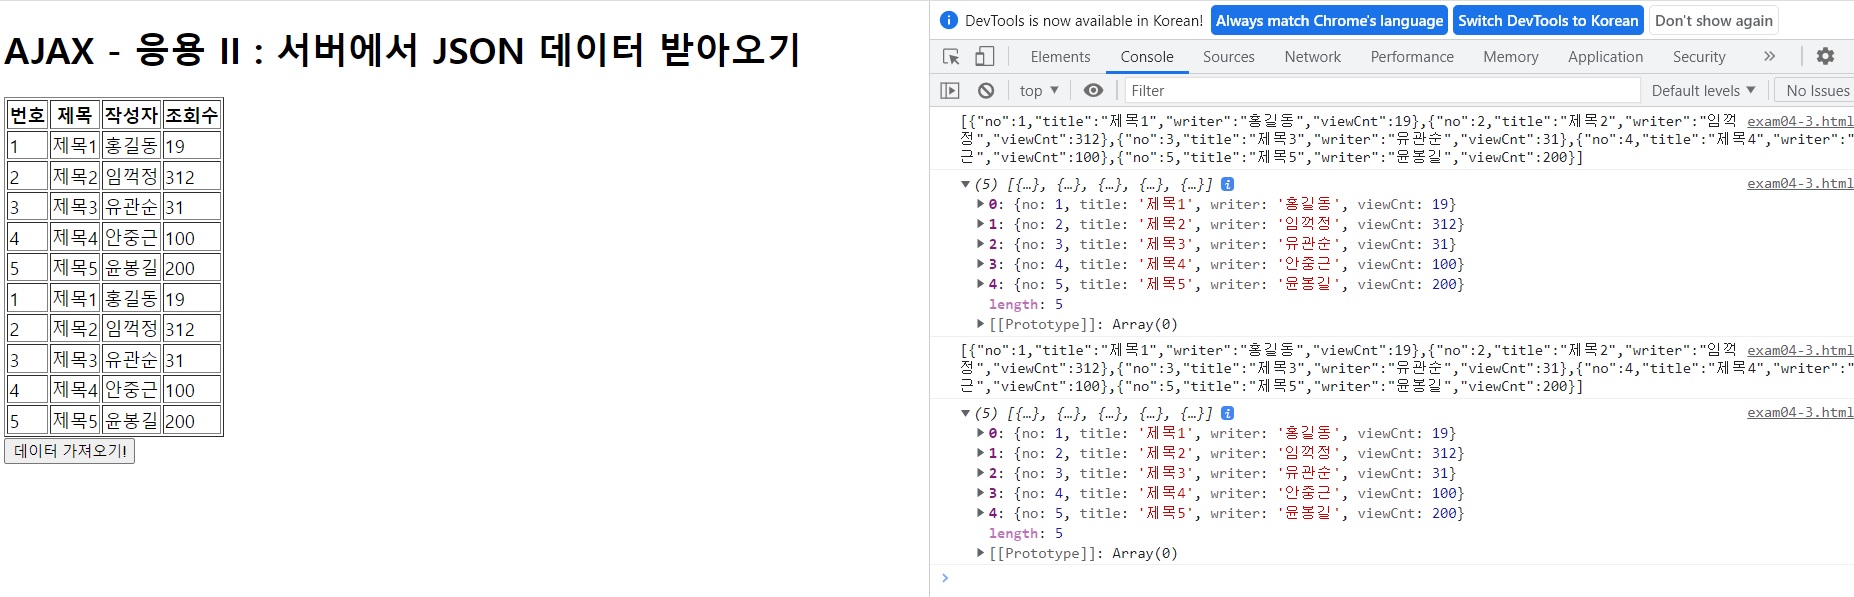 AJAX - 응용 II : 서버에서 JSON 데이터 받아오기
번호 제목 작성자 조회수
1 제목1 홍길동 19
2 제목2 임꺽정 312
3 제목3 유관순 31
4 제목4 안중근 100
5 제목5 윤봉길 200
1 제목1 홍길동 19
2 제목2 임꺽정 312
3 제목3 유관순 31
4 제목4 안중근 100
5 제목5 윤봉길 200
데이터 가져오기!
DevTools is now available in Korean! Always match Chrome's language Switch DevTools to Korean Don't show again
Elements Console Sources Network Performance Memory Application Security »
top ▼ Filter Default levels ▼ No Issues
[{"no":1,"title":"제목1","writer":"홍길동","viewCnt":19},{"no":2,"title":"제목2","writer":"임꺽 exam04-3.html
정","viewCnt":312},{"no":3,"title":"제목3","writer":"유관순","viewCnt":31},{"no":4,"title":"제목4","writer":"
근","viewCnt":100},{"no":5,"title":"제목5","writer":"윤봉길","viewCnt":200}]
▼(5) [{…}, {…}, {…}, {…}, {…}] i exam04-3.html
▶0: {no: 1, title: '제목1', writer: '홍길동', viewCnt: 19}
▶1: {no: 2, title: '제목2', writer: '임꺽정', viewCnt: 312}
▶2: {no: 3, title: '제목3', writer: '유관순', viewCnt: 31}
▶3: {no: 4, title: '제목4', writer: '안중근', viewCnt: 100}
▶4: {no: 5, title: '제목5', writer: '윤봉길', viewCnt: 200}
length: 5
▶[[Prototype]]: Array(0)
[{"no":1,"title":"제목1","writer":"홍길동","viewCnt":19},{"no":2,"title":"제목2","writer":"임꺽 exam04-3.html
정","viewCnt":312},{"no":3,"title":"제목3","writer":"유관순","viewCnt":31},{"no":4,"title":"제목4","writer":"
근","viewCnt":100},{"no":5,"title":"제목5","writer":"윤봉길","viewCnt":200}]
▼(5) [{…}, {…}, {…}, {…}, {…}] i exam04-3.html
▶0: {no: 1, title: '제목1', writer: '홍길동', viewCnt: 19}
▶1: {no: 2, title: '제목2', writer: '임꺽정', viewCnt: 312}
▶2: {no: 3, title: '제목3', writer: '유관순', viewCnt: 31}
▶3: {no: 4, title: '제목4', writer: '안중근', viewCnt: 100}
▶4: {no: 5, title: '제목5', writer: '윤봉길', viewCnt: 200}
length: 5
▶[[Prototype]]: Array(0)